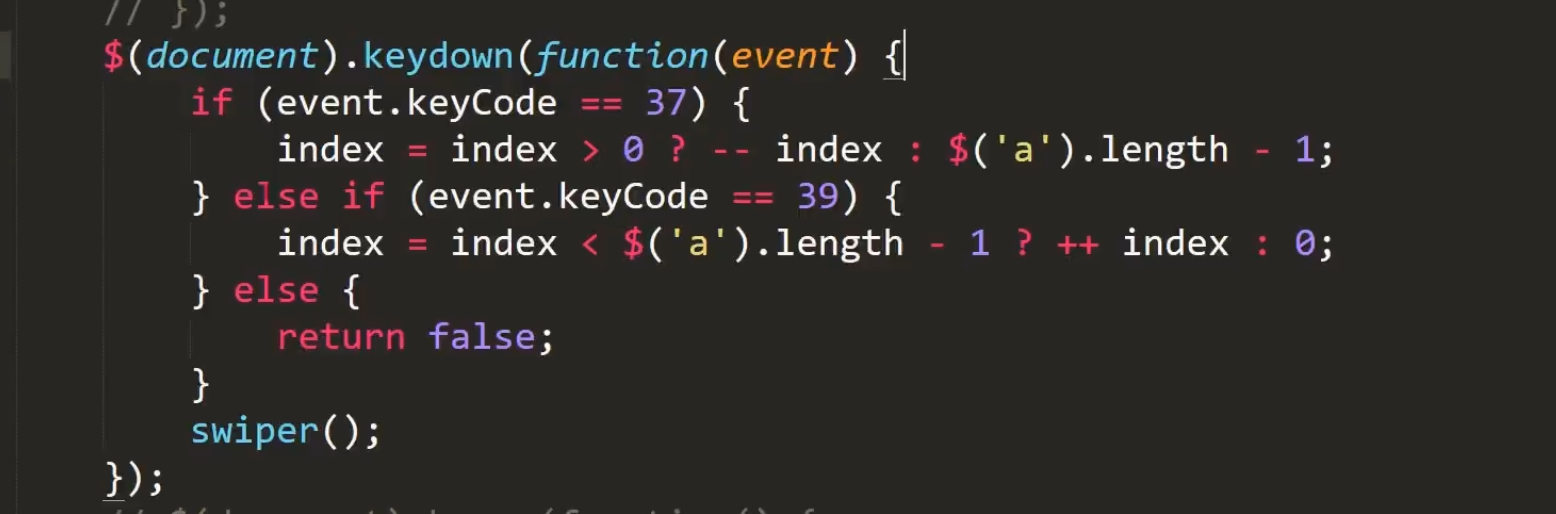 // });
$(document).keydown(function(event) {
    if (event.keyCode == 37) {
        index = index > 0 ? -- index : $('a').length - 1;
    } else if (event.keyCode == 39) {
        index = index < $('a').length - 1 ? ++ index : 0;
    } else {
        return false;
    }
    swiper();
});